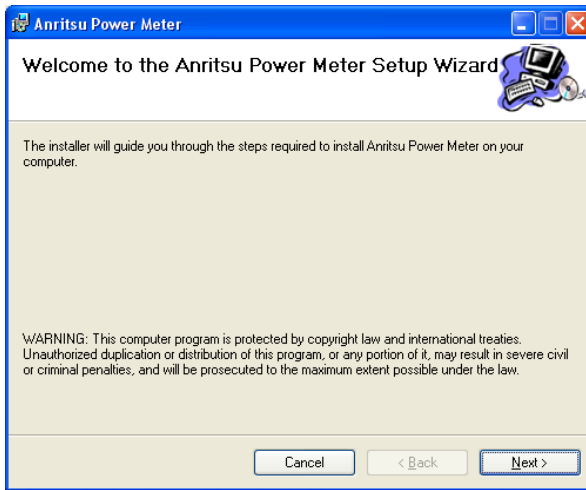 Anritsu Power Meter
Welcome to the Anritsu Power Meter Setup Wizard
The installer will guide you through the steps required to install Anritsu Power Meter on your
computer.
WARNING: This computer program is protected by copyright law and international treaties.
Unauthorized duplication or distribution of this program, or any portion of it, may result in severe civil
or criminal penalties, and will be prosecuted to the maximum extent possible under the law.
Cancel
< Back
Next >